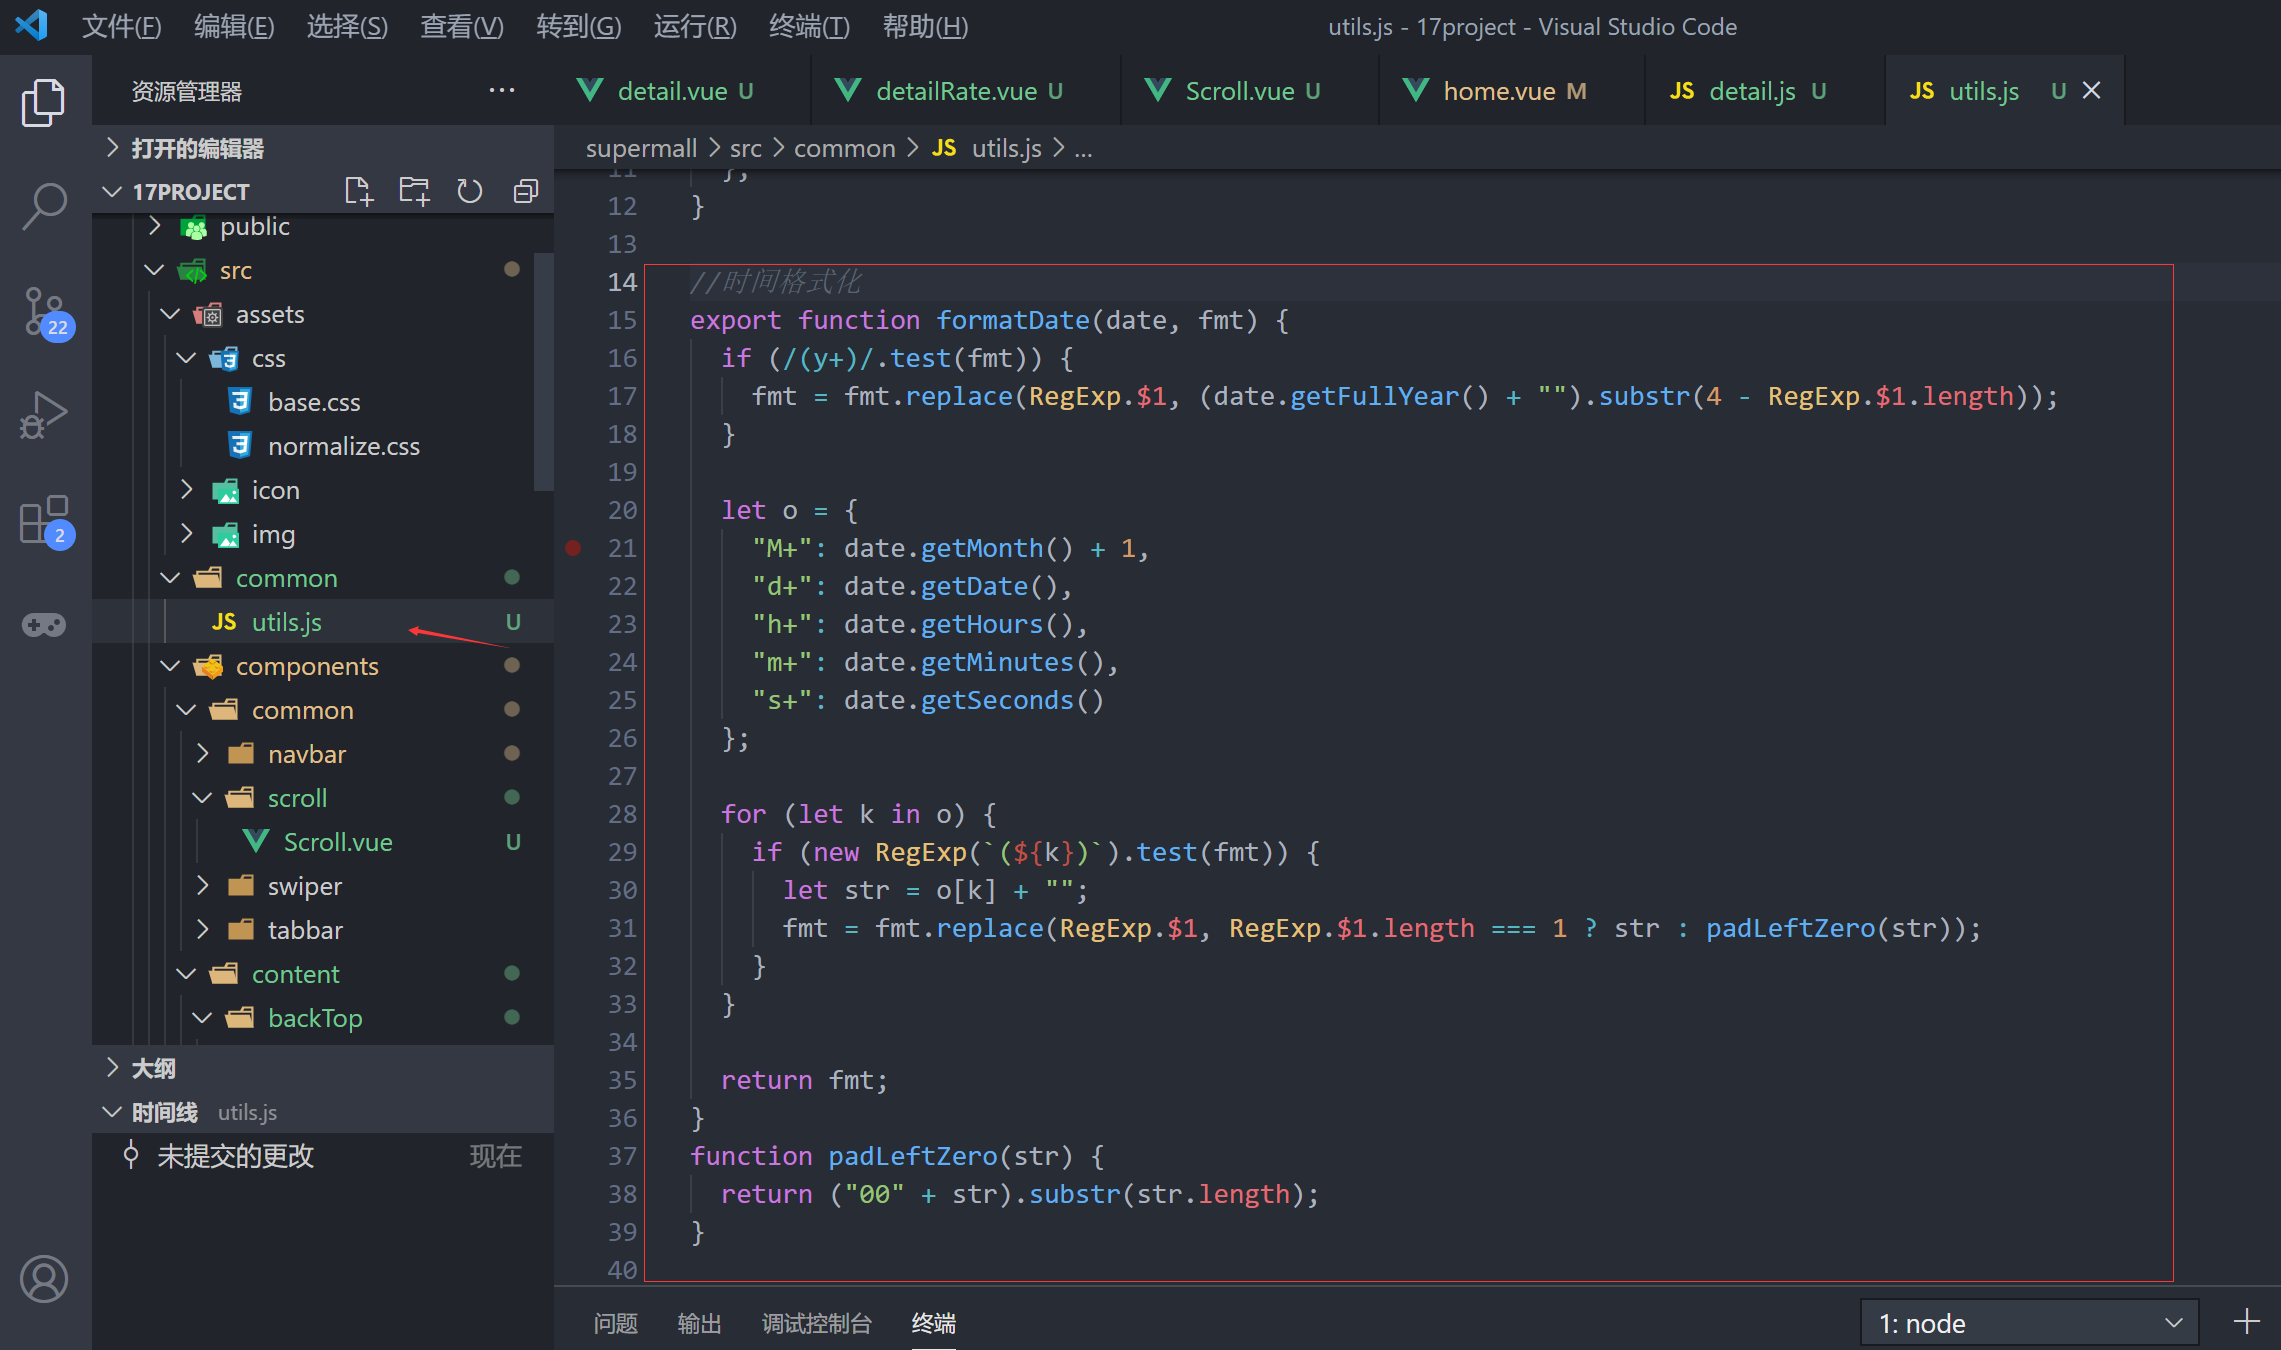 文件(F) 编辑(E) 选择(S) 查看(V) 转到(G) 运行(R) 终端(T) 帮助(H) utils.js - 17project - Visual Studio Code
资源管理器 ···
detail.vue U detailRate.vue U Scroll.vue U home.vue M JS detail.js U JS utils.js U
打开的编辑器
17PROJECT
public
src
assets
css
base.css
normalize.css
icon
img
common
JS utils.js U
components
common
navbar
scroll
Scroll.vue U
swiper
tabbar
content
backTop
大纲
时间线 utils.js
未提交的更改 现在
22
2
supermall > src > common > JS utils.js > ...
11 };
12 }
13
14 //时间格式化
15 export function formatDate(date, fmt) {
16 if (/(y+)/.test(fmt)) {
17 fmt = fmt.replace(RegExp.$1, (date.getFullYear() + "").substr(4 - RegExp.$1.length));
18 }
19
20 let o = {
21 "M+": date.getMonth() + 1,
22 "d+": date.getDate(),
23 "h+": date.getHours(),
24 "m+": date.getMinutes(),
25 "s+": date.getSeconds()
26 };
27
28 for (let k in o) {
29 if (new RegExp(`(${k})`).test(fmt)) {
30 let str = o[k] + "";
31 fmt = fmt.replace(RegExp.$1, RegExp.$1.length === 1 ? str : padLeftZero(str));
32 }
33 }
34
35 return fmt;
36 }
37 function padLeftZero(str) {
38 return ("00" + str).substr(str.length);
39 }
40
问题 输出 调试控制台 终端 1: node